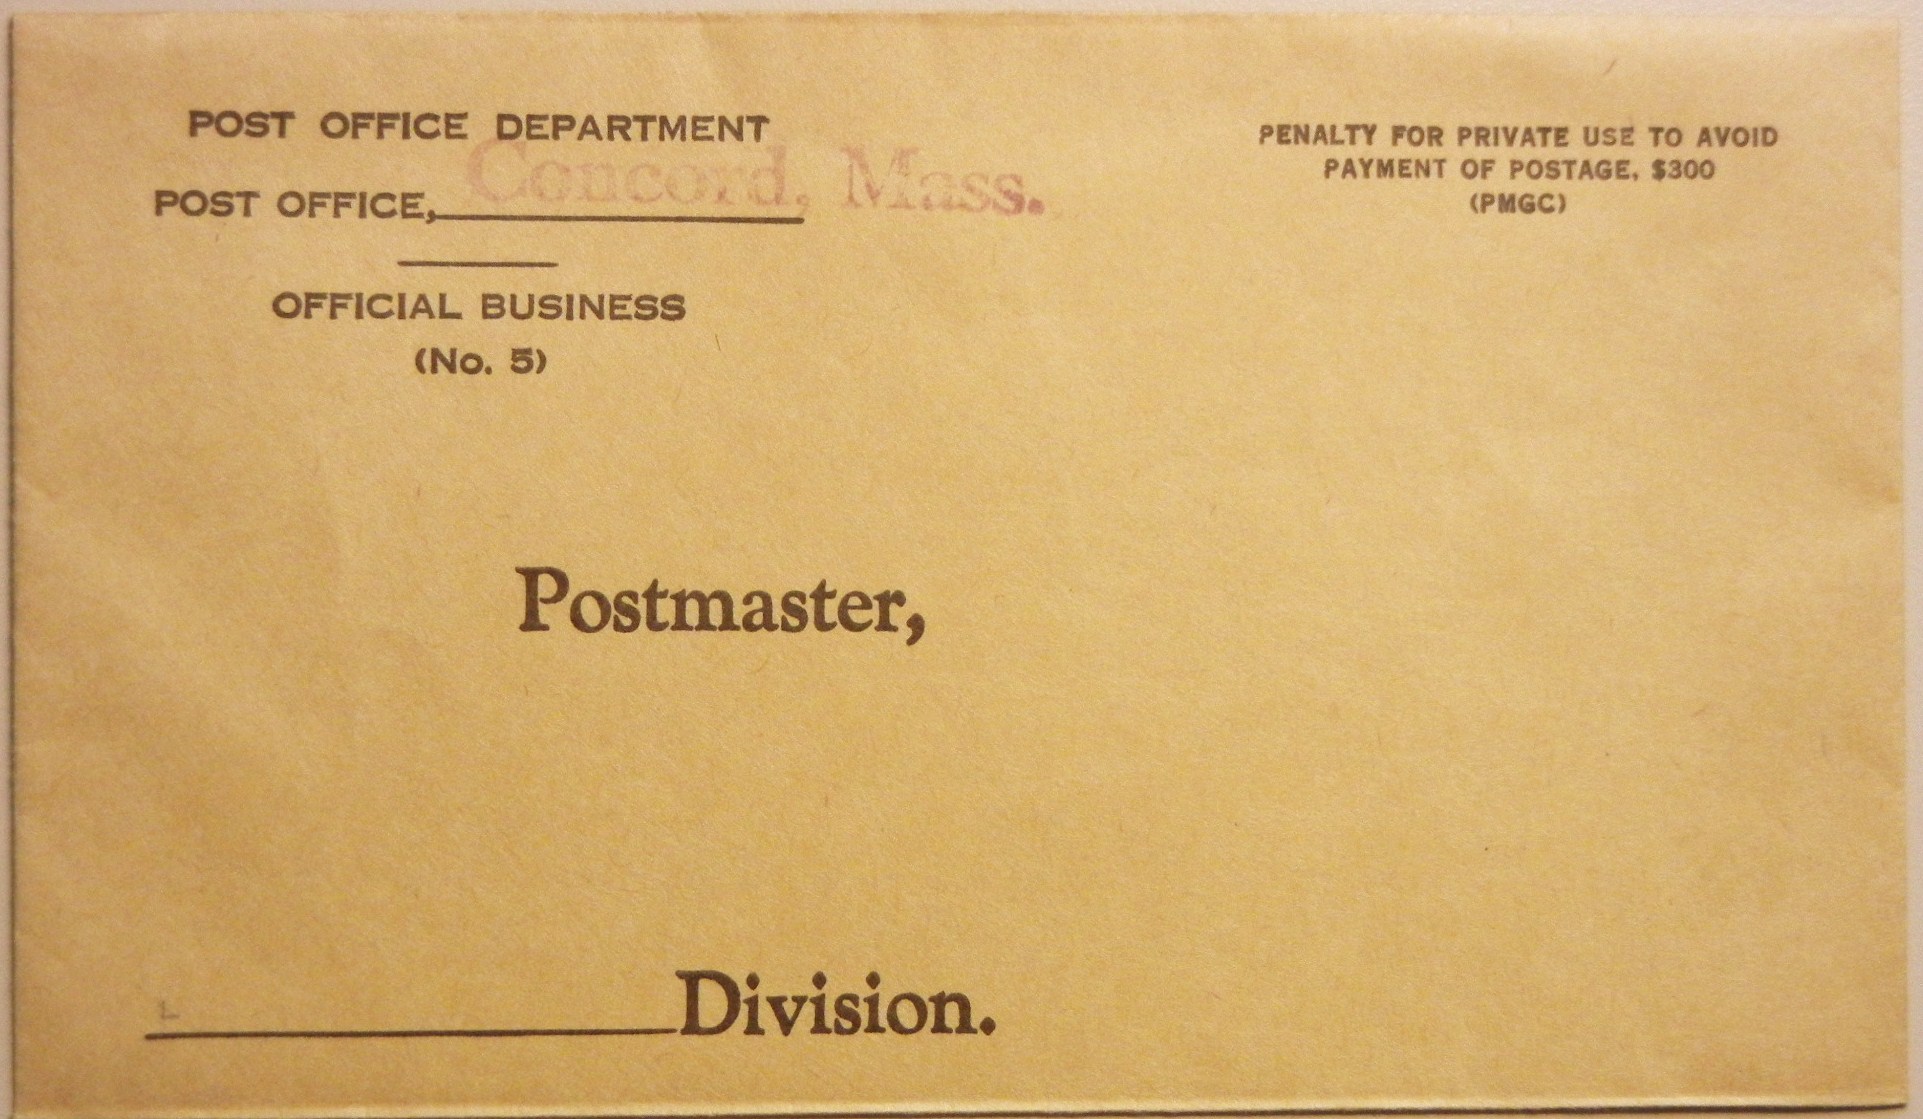 POST OFFICE DEPARTMENT
Concord, Mass.
POST OFFICE,
OFFICIAL BUSINESS
(No. 5)
PENALTY FOR PRIVATE USE TO AVOID
PAYMENT OF POSTAGE, $300
(PMGC)
Postmaster,
L
Division.